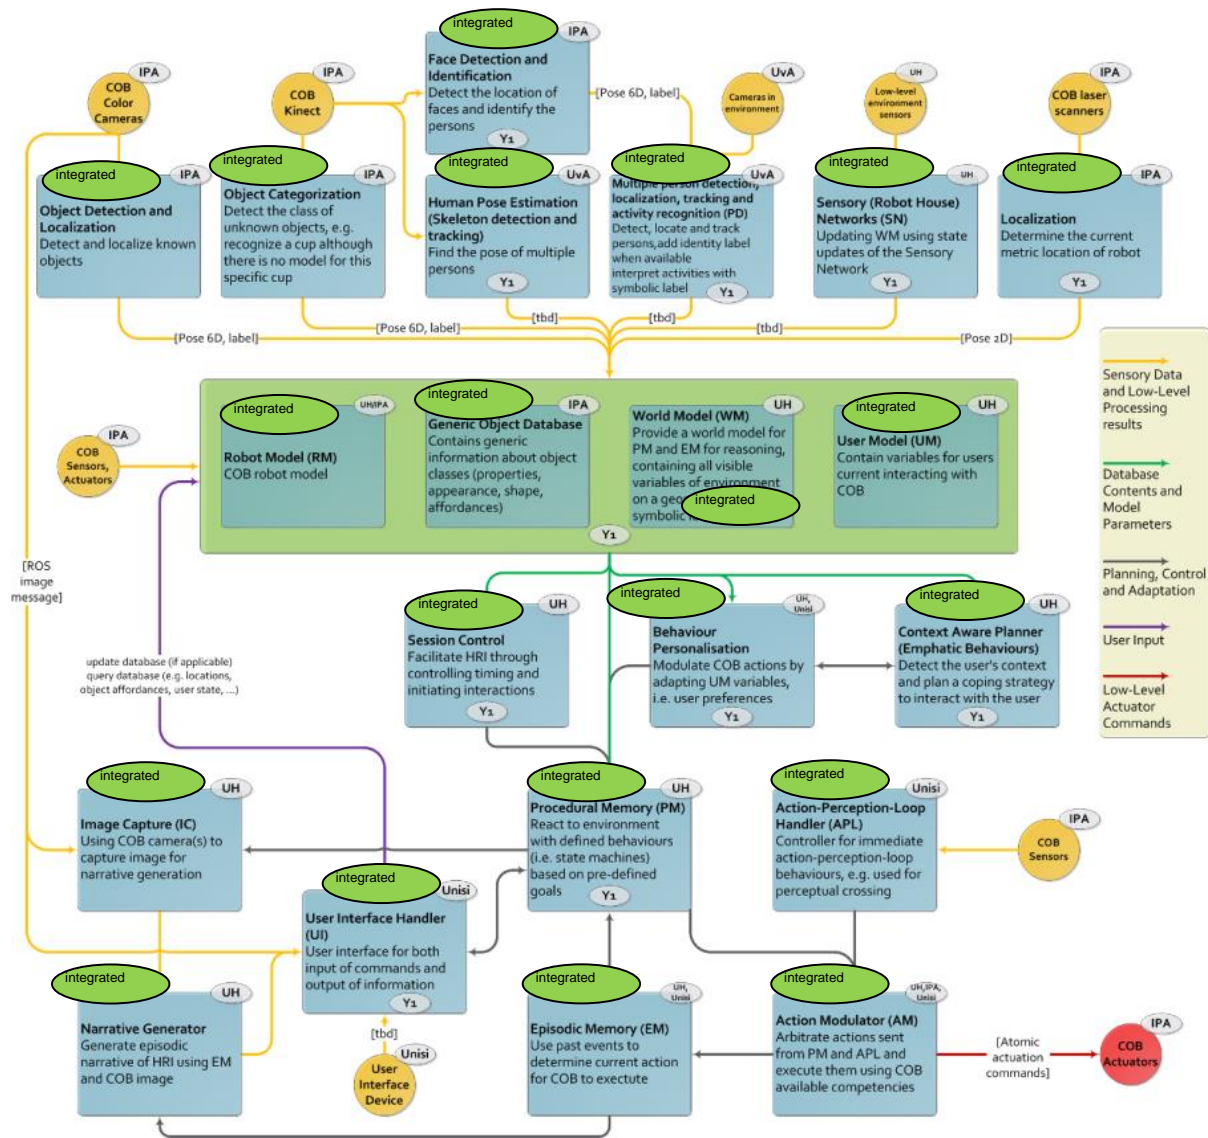 integrated
IPA
Face Detection and
Identification
Detect the location of
faces and identify the
persons
Y1
IPA
COB
Color
Cameras
IPA
COB
Kinect
[Pose 6D, label]
UvA
Cameras in
environment
UH
Low-level
environment
sensors
IPA
COB laser
scanners
integrated
IPA
Object Detection and
Localization
Detect and localize known
objects
integrated
IPA
Object Categorization
Detect the class of
unknown objects, e.g.
recognize a cup although
there is no model for this
specific cup
integrated
UvA
Human Pose Estimation
(Skeleton detection and
tracking)
Find the pose of multiple
persons
Y1
integrated
UvA
Multiple person detection,
localization, tracking and
activity recognition (PD)
Detect, locate and track
persons,add identity label
when available
interpret activities with
symbolic label
Y1
integrated
UH
Sensory (Robot House)
Networks (SN)
Updating WM using state
updates of the Sensory
Network
Y1
integrated
IPA
Localization
Determine the current
metric location of robot
Y1
[Pose 6D, label]
[Pose 6D, label]
[tbd]
[tbd]
[tbd]
[Pose 2D]
IPA
COB
Sensors,
Actuators
integrated
UH/IPA
Robot Model (RM)
COB robot model
integrated
IPA
Generic Object Database
Contains generic
information about object
classes (properties,
appearance, shape,
affordances)
UH
World Model (WM)
Provide a world model for
PM and EM for reasoning,
containing all visible
variables of environment
on a
symbolic
integrated
integrated
UH
User Model (UM)
Contain variables for users
current interacting with
COB
Y1
Sensory Data
and Low-Level
Processing
results
Database
Contents and
Model
Parameters
Planning, Control
and Adaptation
User Input
Low-Level
Actuator
Commands
[ROS
image
message]
update database (if applicable)
query database (e.g. locations,
object affordances, user state, ...)
integrated
UH
Session Control
Facilitate HRI through
controlling timing and
initiating interactions
Y1
integrated
UH,
Unisi
Behaviour
Personalisation
Modulate COB actions by
adapting UM variables,
i.e. user preferences
Y1
integrated
UH
Context Aware Planner
(Emphatic Behaviours)
Detect the user's context
and plan a coping strategy
to interact with the user
Y1
integrated
UH
Image Capture (IC)
Using COB camera(s) to
capture image for
narrative generation
integrated
UH
Procedural Memory (PM)
React to environment
with defined behaviours
(i.e. state machines)
based on pre-defined
goals
Y1
integrated
Unisi
Action-Perception-Loop
Handler (APL)
Controller for immediate
action-perception-loop
behaviours, e.g. used for
perceptual crossing
IPA
COB
Sensors
integrated
Unisi
User Interface Handler
(UI)
User interface for both
input of commands and
output of information
Y1
[tbd]
Unisi
User
Interface
Device
integrated
UH
Narrative Generator
Generate episodic
narrative of HRI using EM
and COB image
integrated
UH,
Unisi
Episodic Memory (EM)
Use past events to
determine current action
for COB to exectute
integrated
UH,IPA,
Unisi
Action Modulator (AM)
Arbitrate actions sent
from PM and APL and
execute them using COB
available competencies
[Atomic
actuation
commands]
IPA
COB
Actuators